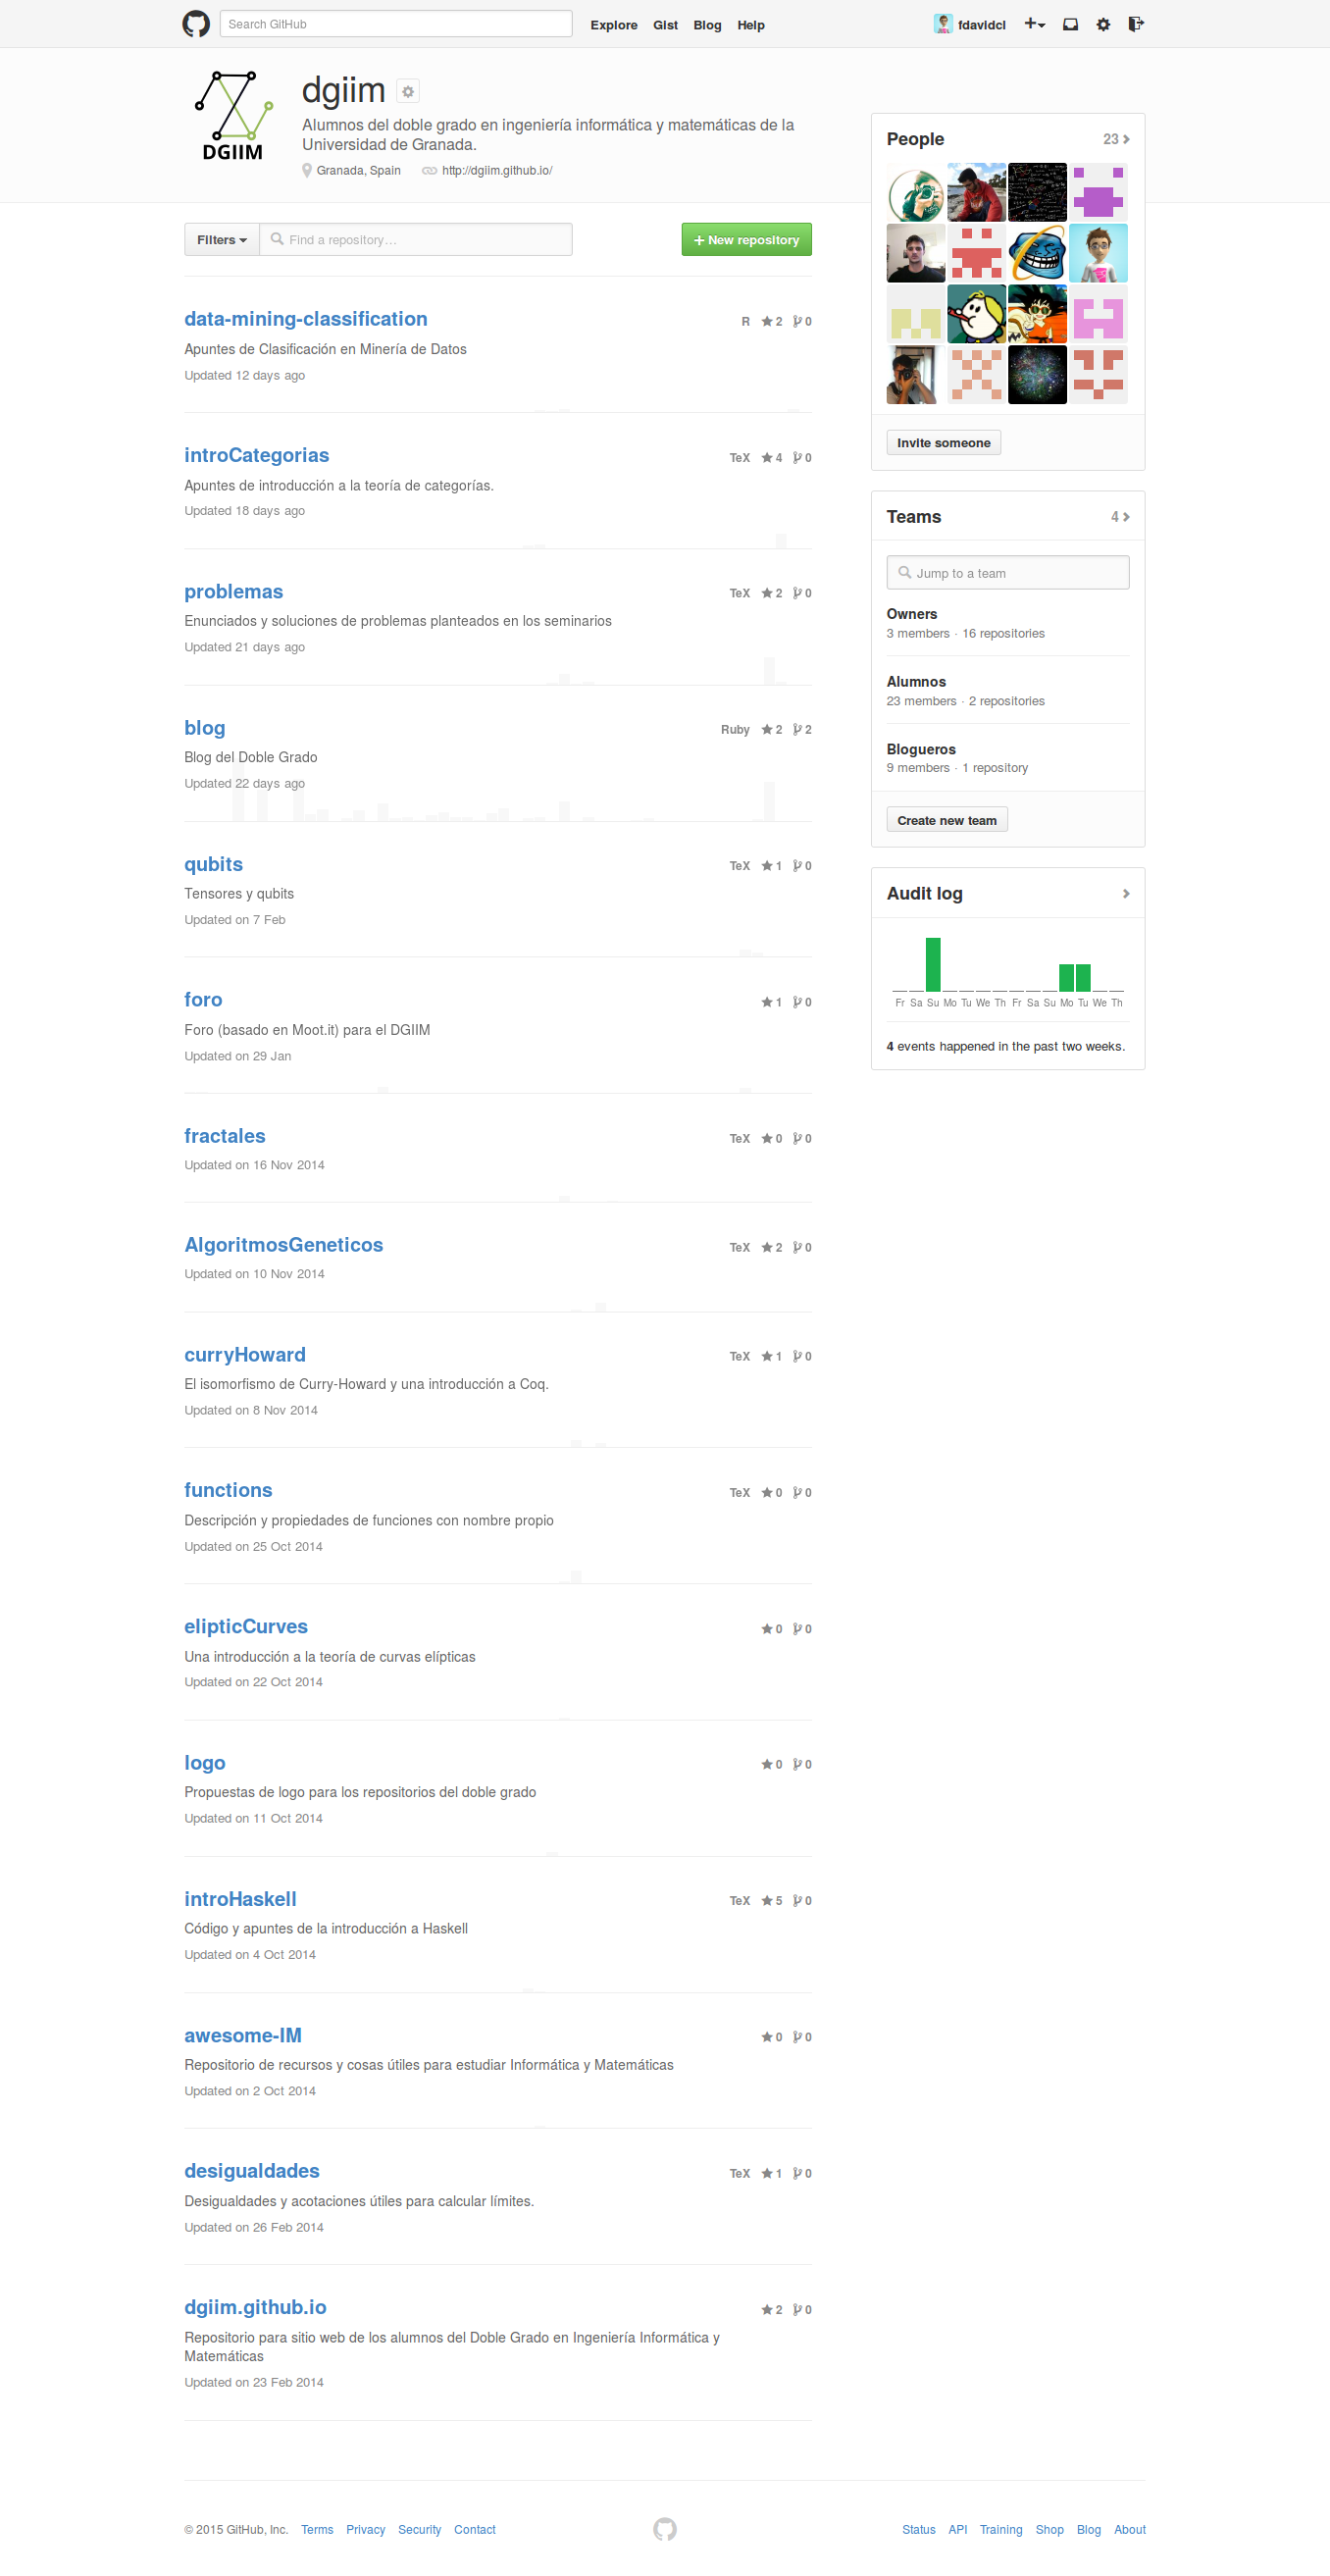 Search GitHub
Explore Gist Blog Help
fdavidcl
DGIIM
dgiim
Alumnos del doble grado en ingeniería informática y matemáticas de la
Universidad de Granada.
Granada, Spain http://dgiim.github.io/
Filters Find a repository…
New repository
data-mining-classification
R 2 0
Apuntes de Clasificación en Minería de Datos
Updated 12 days ago
introCategorias
TeX 4 0
Apuntes de introducción a la teoría de categorías.
Updated 18 days ago
problemas
TeX 2 0
Enunciados y soluciones de problemas planteados en los seminarios
Updated 21 days ago
blog
Ruby 2 2
Blog del Doble Grado
Updated 22 days ago
qubits
TeX 1 0
Tensores y qubits
Updated on 7 Feb
foro
1 0
Foro (basado en Moot.it) para el DGIIM
Updated on 29 Jan
fractales
TeX 0 0
Updated on 16 Nov 2014
AlgoritmosGeneticos
TeX 2 0
Updated on 10 Nov 2014
curryHoward
TeX 1 0
El isomorfismo de Curry-Howard y una introducción a Coq.
Updated on 8 Nov 2014
functions
TeX 0 0
Descripción y propiedades de funciones con nombre propio
Updated on 25 Oct 2014
elipticCurves
0 0
Una introducción a la teoría de curvas elípticas
Updated on 22 Oct 2014
logo
0 0
Propuestas de logo para los repositorios del doble grado
Updated on 11 Oct 2014
introHaskell
TeX 5 0
Código y apuntes de la introducción a Haskell
Updated on 4 Oct 2014
awesome-IM
0 0
Repositorio de recursos y cosas útiles para estudiar Informática y Matemáticas
Updated on 2 Oct 2014
desigualdades
TeX 1 0
Desigualdades y acotaciones útiles para calcular límites.
Updated on 26 Feb 2014
dgiim.github.io
2 0
Repositorio para sitio web de los alumnos del Doble Grado en Ingeniería Informática y
Matemáticas
Updated on 23 Feb 2014
People 23
Invite someone
Teams 4
Jump to a team
Owners
3 members · 16 repositories
Alumnos
23 members · 2 repositories
Blogueros
9 members · 1 repository
Create new team
Audit log
Fr Sa Su Mo Tu We Th Fr Sa Su Mo Tu We Th
4 events happened in the past two weeks.
© 2015 GitHub, Inc. Terms Privacy Security Contact
Status API Training Shop Blog About